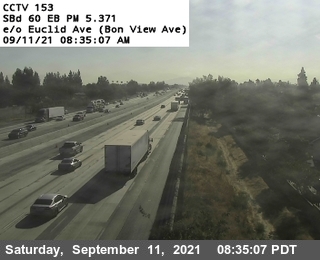 CCTV 153
SBd 60 EB PM 5.371
e/o Euclid Ave (Bon View Ave)
09/11/21 08:35:07 AM
Saturday, September 11, 2021 08:35:07 PDT